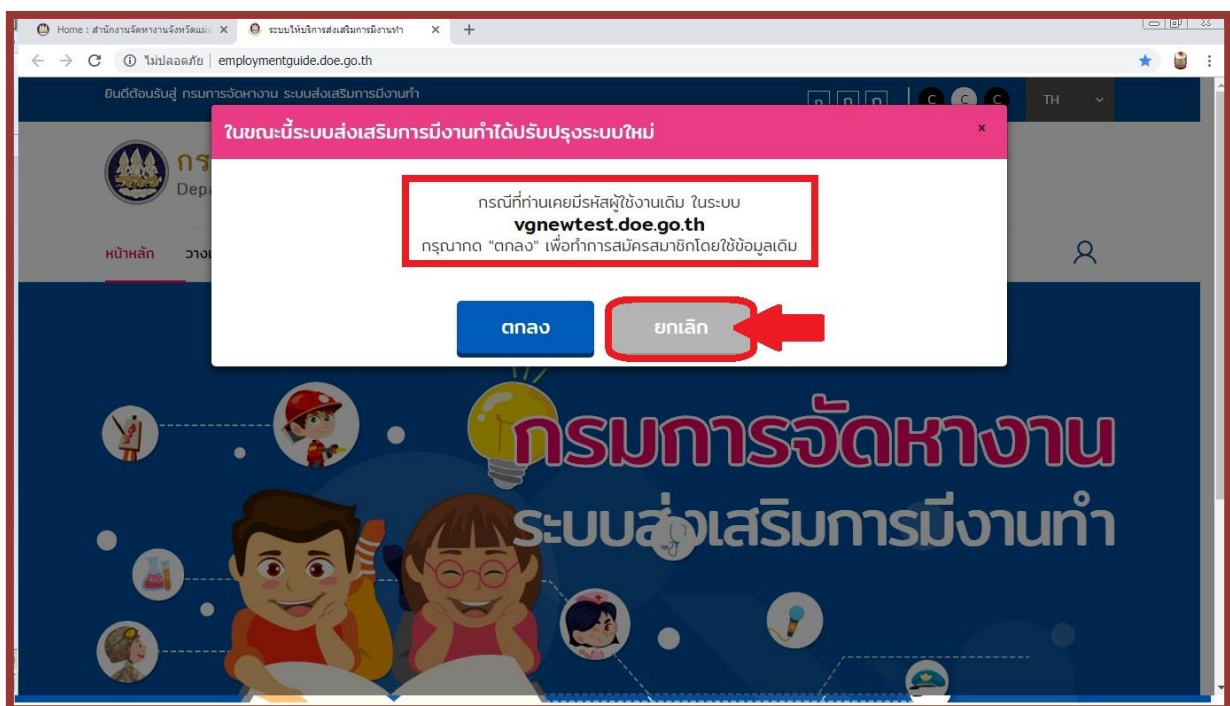 Home : สำนักงานจัดหางานจังหวัดแม่
ระบบให้บริการส่งเสริมการมีงานทำ
ไม่ปลอดภัย
employmentguide.doe.go.th
ยินดีต้อนรับสู่ กรมการจัดหางาน ระบบส่งเสริมการมีงานทำ
ก ก ก
C C C
TH
ในขณะนี้ระบบส่งเสริมการมีงานทำได้ปรับปรุงระบบใหม่
×
กร
Depa
กรณีที่ท่านเคยมีรหัสผู้ใช้งานเดิม ในระบบ
vgnewtest.doe.go.th
กรุณากด "ตกลง" เพื่อทำการสมัครสมาชิกโดยใช้ข้อมูลเดิม
หน้าหลัก
ตกลง
ยกเลิก
กรมการจัดหางาน
ระบบส่งเสริมการมีงานทำ